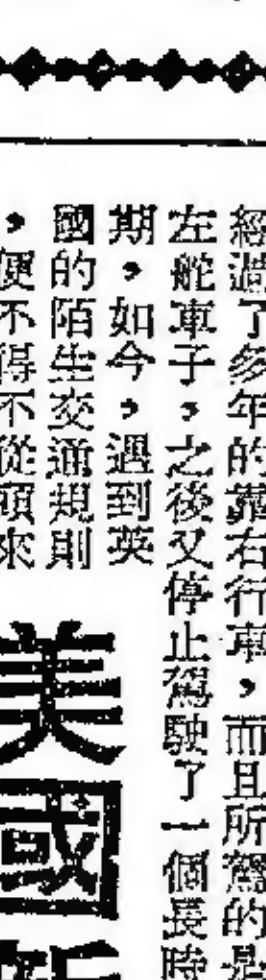 經過了多年的靠右行車，而且所駕的是
左舵車子，之後又停止駕駛了一個長時
期。如今，遇到英
國的陌生交通規則
，便不得不從頭來
美國